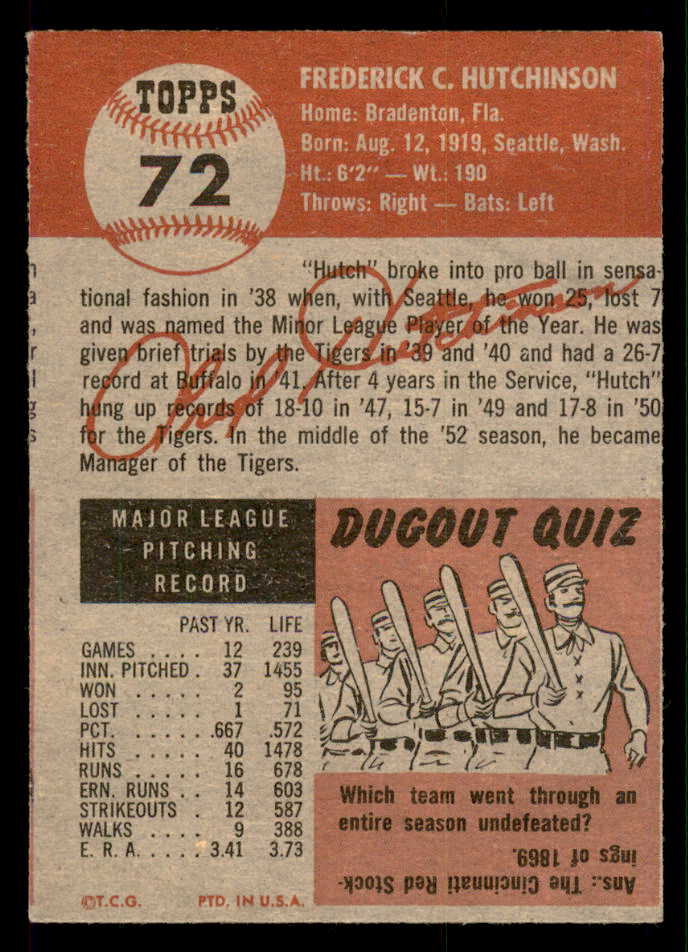 TOPPS
72
FREDERICK C. HUTCHINSON
Home: Bradenton, Fla.
Born: Aug. 12, 1919, Seattle, Wash.
Ht.: 6'2" — Wt.: 190
Throws: Right — Bats: Left
"Hutch" broke into pro ball in sensa-
tional fashion in '38 when, with Seattle, he won 25, lost 7
and was named the Minor League Player of the Year. He was
given brief trials by the Tigers in '39 and '40 and had a 26-7
record at Buffalo in '41. After 4 years in the Service, "Hutch"
hung up records of 18-10 in '47, 15-7 in '49 and 17-8 in '50
for the Tigers. In the middle of the '52 season, he became
Manager of the Tigers.
Fred Hutchinson
MAJOR LEAGUE
PITCHING
RECORD
PAST YR. LIFE
GAMES . . . . 12 239
INN. PITCHED . 37 1455
WON . . . . . 2 95
LOST . . . . . 1 71
PCT. . . . . . .667 .572
HITS . . . . . 40 1478
RUNS . . . . . 16 678
ERN. RUNS . . 14 603
STRIKEOUTS . 12 587
WALKS . . . . 9 388
E. R. A. . . . . 3.41 3.73
©T.C.G. PTD. IN U.S.A.
DUGOUT QUIZ
Which team went through an
entire season undefeated?
Ans.: The Cincinnati Red Stock-
ings of 1869.